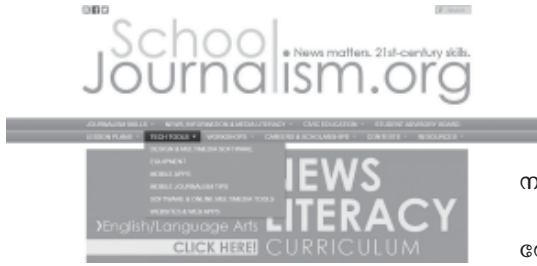 School
• News matters. 21st-century skills.
Journalism.org
JOURNALISM SKILLS NEWS, INFORMATION & MEDIA LITERACY CIVIC EDUCATION STUDENT ADVISORY BOARD
LESSON PLANS TECH TOOLS WORKSHOPS CAREERS & SCHOLARSHIPS CONTESTS RESOURCES
DESIGN & MULTIMEDIA SOFTWARE
EQUIPMENT
MOBILE APPS
MOBILE JOURNALISM TIPS
SOFTWARE & ONLINE MULTIMEDIA TOOLS
WEBSITES & WEB APPS
NEWS
LITERACY
❯English/Language Arts
CLICK HERE! CURRICULUM